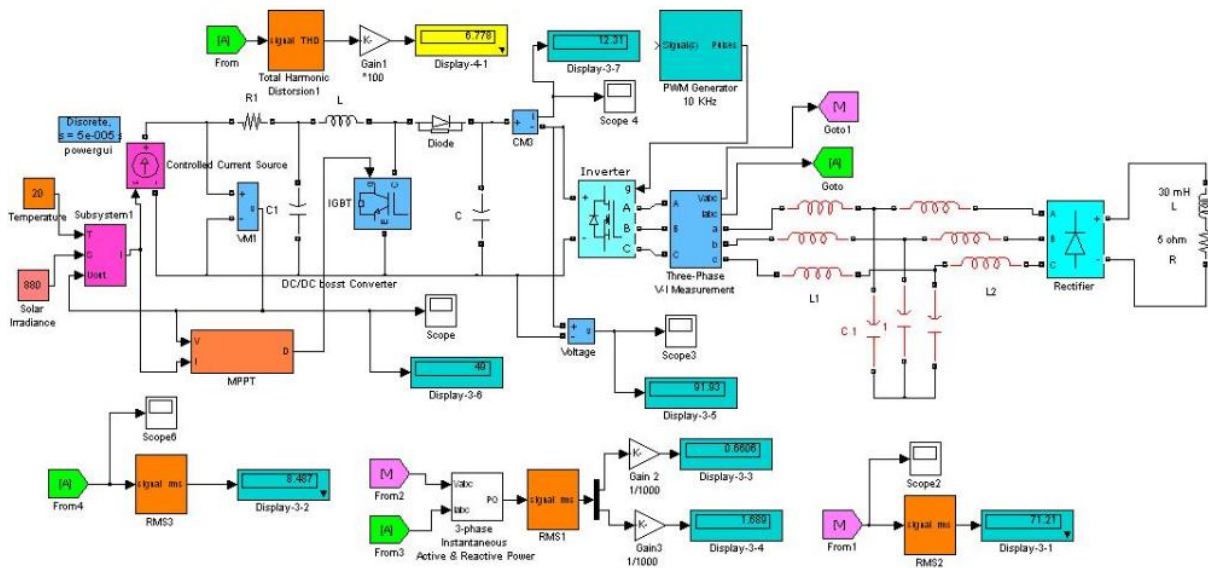 [A]
From
signal THD
Total Harmonic
Distorsion1
K-
Gain1
*100
6.778
Display-4-1
12.31
Display-3-7
Scope 4
Signal(s) Pulses
PWM Generator
10 KHz
[V]
Goto1
[A]
Goto
Discrete,
s = 5e-005 s
powergui
Controlled Current Source
R1
L
Diode
+
-
i
CM3
20
Temperature
Subsystem1
T
G
Uout
I
880
Solar
Irradiance
+
-
v
VM1
C1
IGBT
g
C
E
C
DC/DC bosst Converter
Inverter
g
+
-
A
B
C
A
B
C
Vabc
Iabc
a
b
c
Three-Phase
V-I Measurement
L1
L2
C 1
1
A
B
C
+
-
Rectifier
30 mH
L
5 ohm
R
V
I
D
MPPT
Scope
49
Display-3-6
+
-
v
Voltage
Scope3
91.93
Display-3-5
Scope6
[A]
From4
signal rms
RMS3
8.487
Display-3-2
[V]
From2
[A]
From3
Vabc
Iabc
PQ
3-phase
Instantaneous
Active & Reactive Power
signal rms
RMS1
K-
Gain 2
1/1000
0.6606
Display-3-3
K-
Gain3
1/1000
1.689
Display-3-4
Scope2
[V]
From1
signal rms
RMS2
71.21
Display-3-1